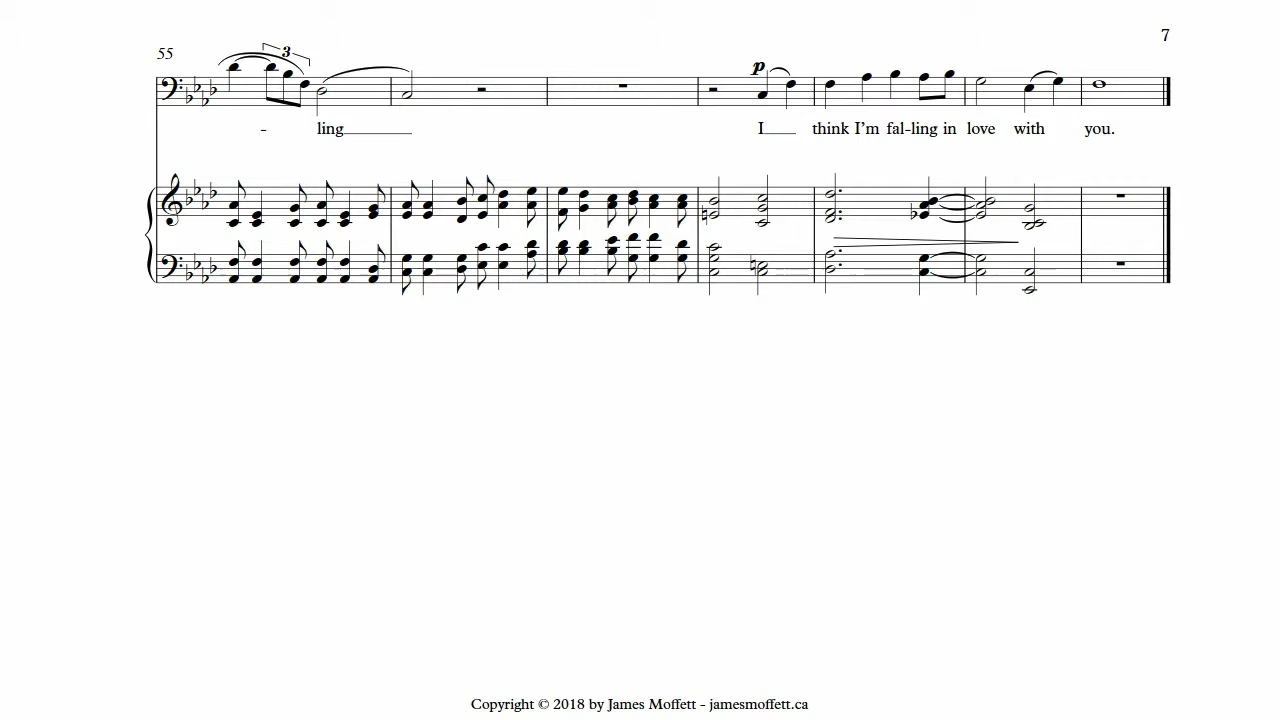 7
55
3
p
- ling
I think I'm fal-ling in love with you.
Copyright © 2018 by James Moffett - jamesmoffett.ca